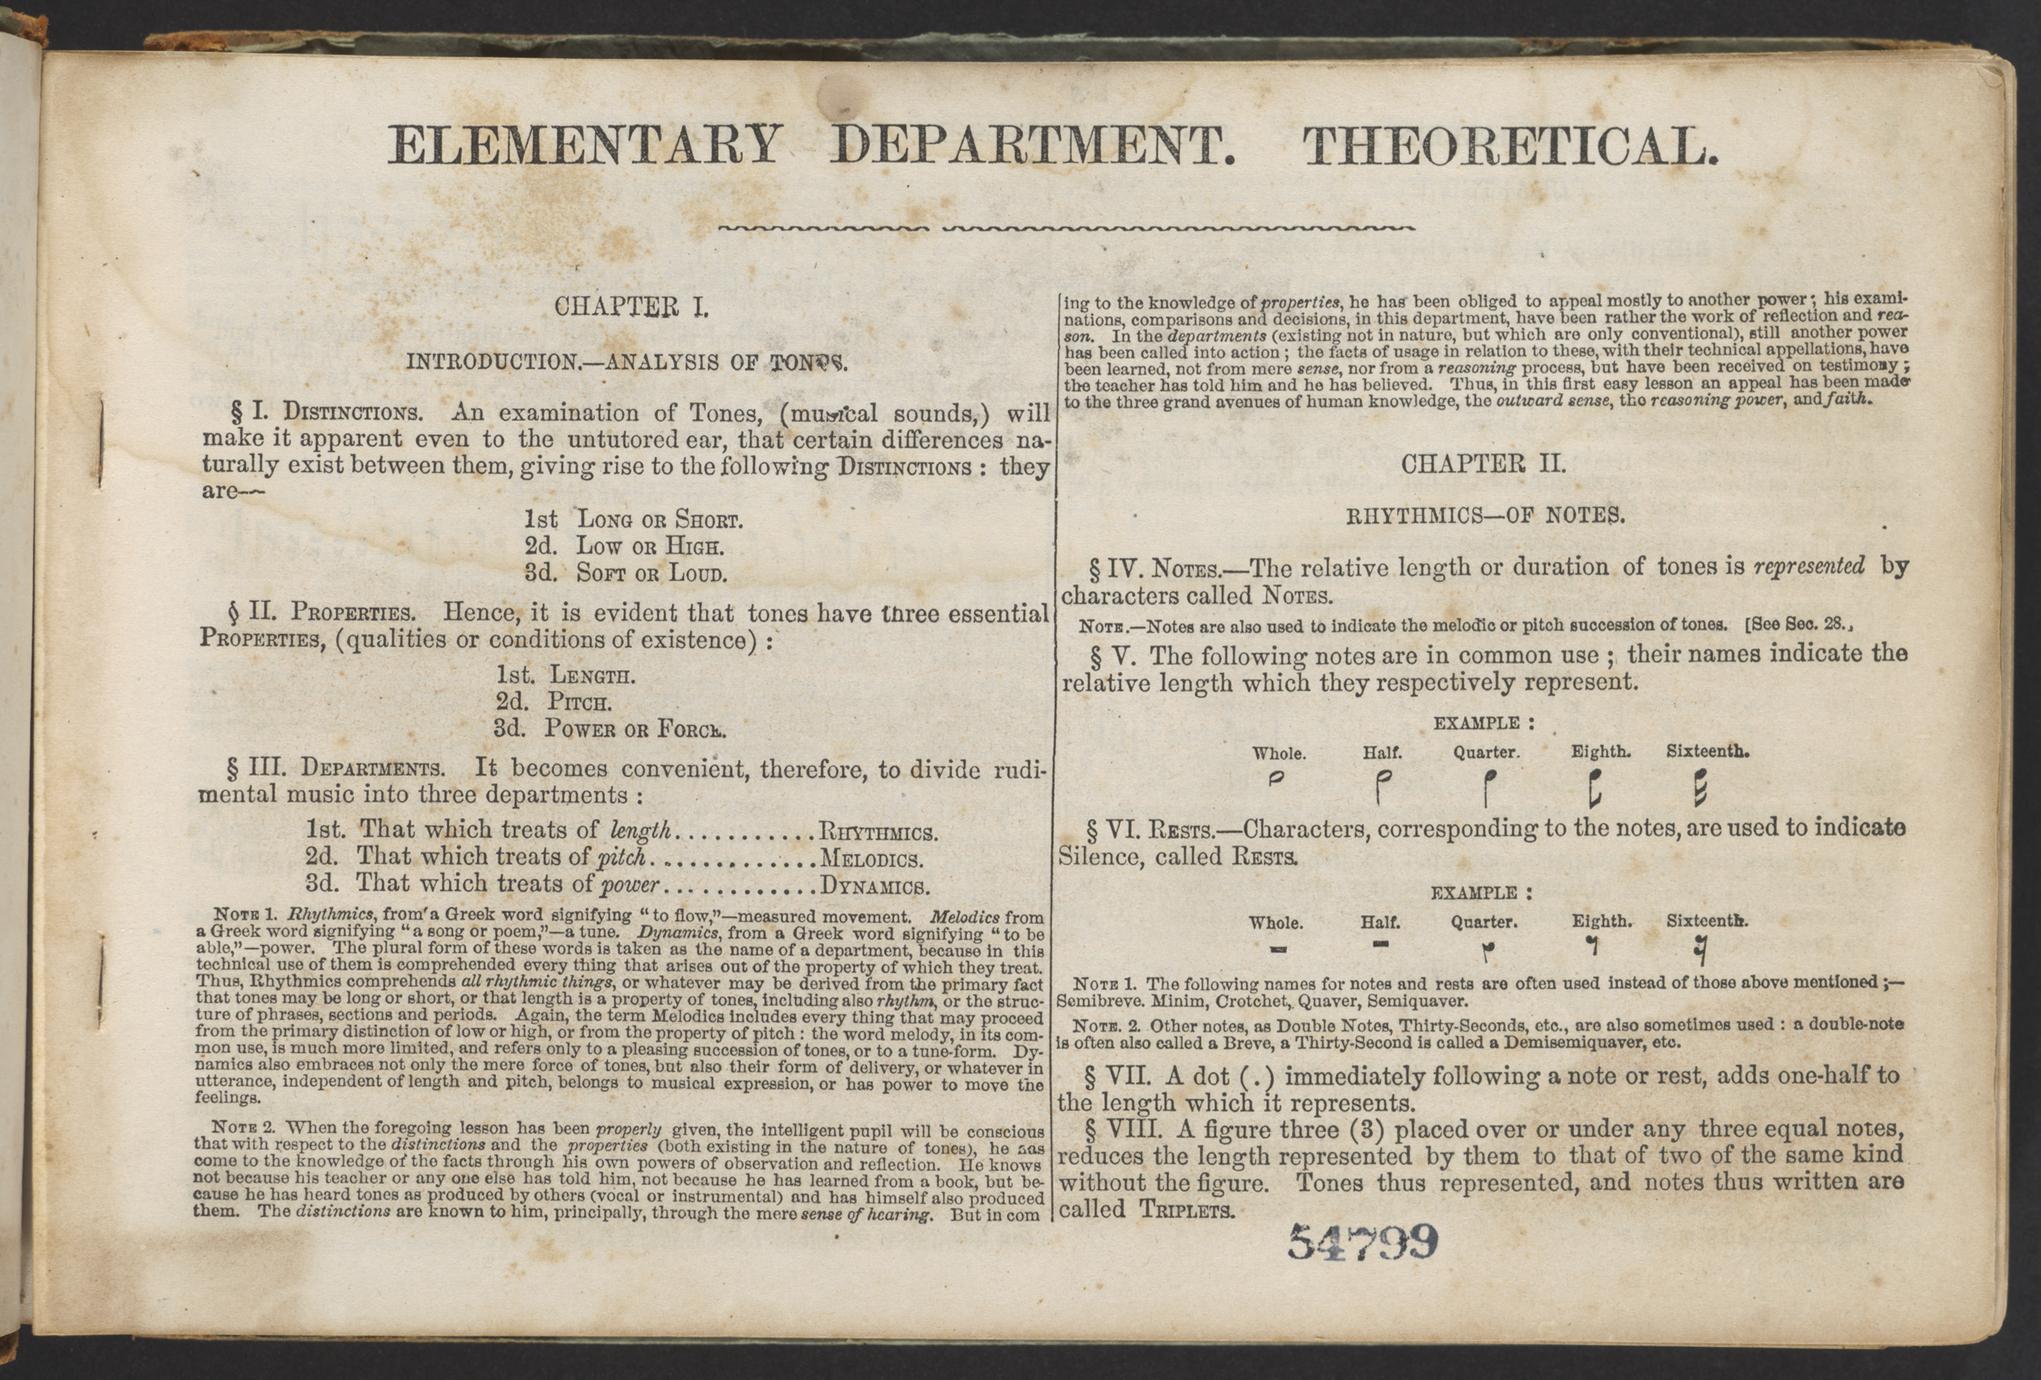 ELEMENTARY DEPARTMENT. THEORETICAL.
CHAPTER I.
INTRODUCTION.—ANALYSIS OF TONES.
§ I. DISTINCTIONS. An examination of Tones, (musical sounds,) will
make it apparent even to the untutored ear, that certain differences na-
turally exist between them, giving rise to the following DISTINCTIONS : they
are—
1st LONG OR SHORT.
2d. LOW OR HIGH.
3d. SOFT OR LOUD.
§ II. PROPERTIES. Hence, it is evident that tones have three essential
PROPERTIES, (qualities or conditions of existence) :
1st. LENGTH.
2d. PITCH.
3d. POWER OR FORCE.
§ III. DEPARTMENTS. It becomes convenient, therefore, to divide rudi-
mental music into three departments :
1st. That which treats of length............RHYTHMICS.
2d. That which treats of pitch..............MELODICS.
3d. That which treats of power.............DYNAMICS.
NOTE 1. Rhythmics, from a Greek word signifying "to flow,"—measured movement. Melodics from
a Greek word signifying "a song or poem,"—a tune. Dynamics, from a Greek word signifying "to be
able,"—power. The plural form of these words is taken as the name of a department, because in this
technical use of them is comprehended every thing that arises out of the property of which they treat.
Thus, Rhythmics comprehends all rhythmic things, or whatever may be derived from the primary fact
that tones may be long or short, or that length is a property of tones, including also rhythm, or the struc-
ture of phrases, sections and periods. Again, the term Melodics includes every thing that may proceed
from the primary distinction of low or high, or from the property of pitch : the word melody, in its com-
mon use, is much more limited, and refers only to a pleasing succession of tones, or to a tune-form. Dy-
namics also embraces not only the mere force of tones, but also their form of delivery, or whatever in
utterance, independent of length and pitch, belongs to musical expression, or has power to move the
feelings.
NOTE 2. When the foregoing lesson has been properly given, the intelligent pupil will be conscious
that with respect to the distinctions and the properties (both existing in the nature of tones), he has
come to the knowledge of the facts through his own powers of observation and reflection. He knows
not because his teacher or any one else has told him, not because he has learned from a book, but be-
cause he has heard tones as produced by others (vocal or instrumental) and has himself also produced
them. The distinctions are known to him, principally, through the mere sense of hearing. But in com
ing to the knowledge of properties, he has been obliged to appeal mostly to another power ; his exami-
nations, comparisons and decisions, in this department, have been rather the work of reflection and rea-
son. In the departments (existing not in nature, but which are only conventional), still another power
has been called into action ; the facts of usage in relation to these, with their technical appellations, have
been learned, not from mere sense, nor from a reasoning process, but have been received on testimony ;
the teacher has told him and he has believed. Thus, in this first easy lesson an appeal has been made
to the three grand avenues of human knowledge, the outward sense, the reasoning power, and faith.
CHAPTER II.
RHYTHMICS—OF NOTES.
§ IV. NOTES.—The relative length or duration of tones is represented by
characters called NOTES.
NOTE.—Notes are also used to indicate the melodic or pitch succession of tones. [See Sec. 28.]
§ V. The following notes are in common use ; their names indicate the
relative length which they respectively represent.
EXAMPLE :
Whole. Half. Quarter. Eighth. Sixteenth.
§ VI. RESTS.—Characters, corresponding to the notes, are used to indicate
Silence, called RESTS.
EXAMPLE :
Whole. Half. Quarter. Eighth. Sixteenth.
NOTE 1. The following names for notes and rests are often used instead of those above mentioned ;—
Semibreve. Minim, Crotchet, Quaver, Semiquaver.
NOTE. 2. Other notes, as Double Notes, Thirty-Seconds, etc., are also sometimes used : a double-note
is often also called a Breve, a Thirty-Second is called a Demisemiquaver, etc.
§ VII. A dot (.) immediately following a note or rest, adds one-half to
the length which it represents.
§ VIII. A figure three (3) placed over or under any three equal notes,
reduces the length represented by them to that of two of the same kind
without the figure. Tones thus represented, and notes thus written are
called TRIPLETS.
54799